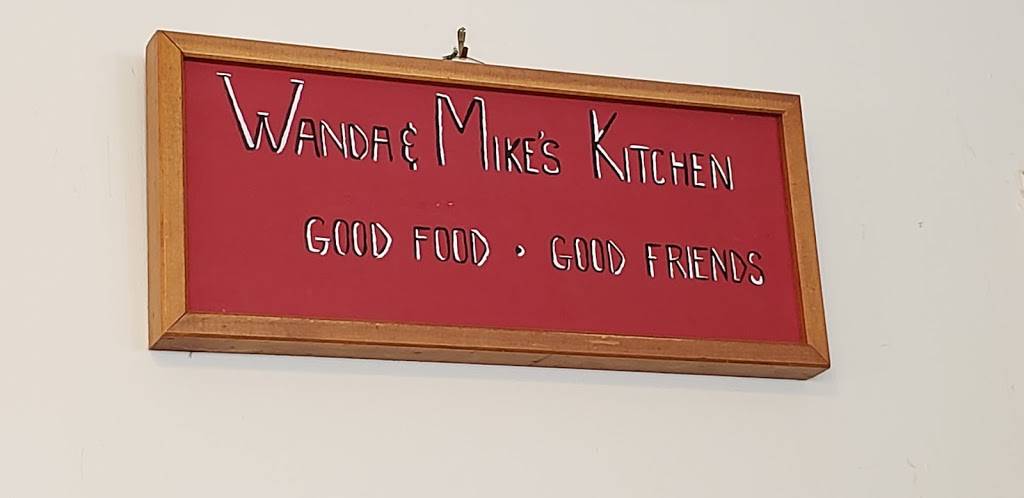 WANDA & MIKE'S KITCHEN
GOOD FOOD • GOOD FRIENDS